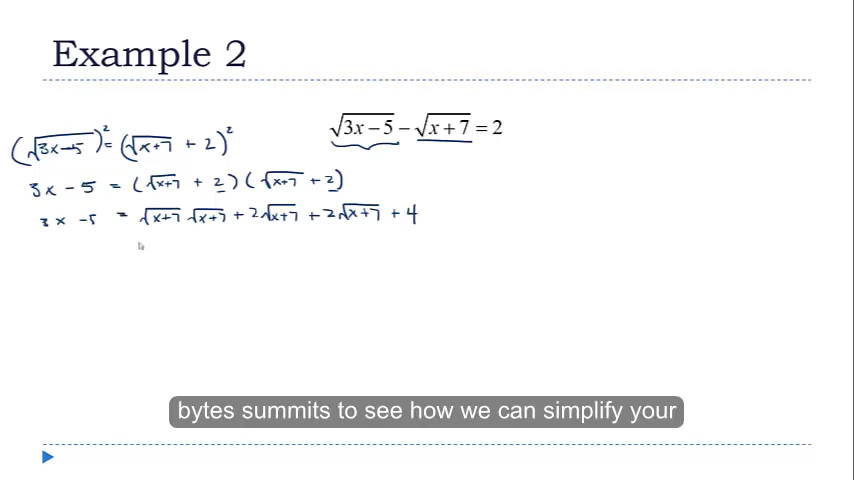 Example 2
√(3x − 5) − √(x + 7) = 2
(√(3x−5))² = (√(x+7) + 2)²
3x − 5 = (√(x+7) + 2)(√(x+7) + 2)
3x − 5 = √(x+7) √(x+7) + 2√(x+7) + 2√(x+7) + 4
bytes summits to see how we can simplify your